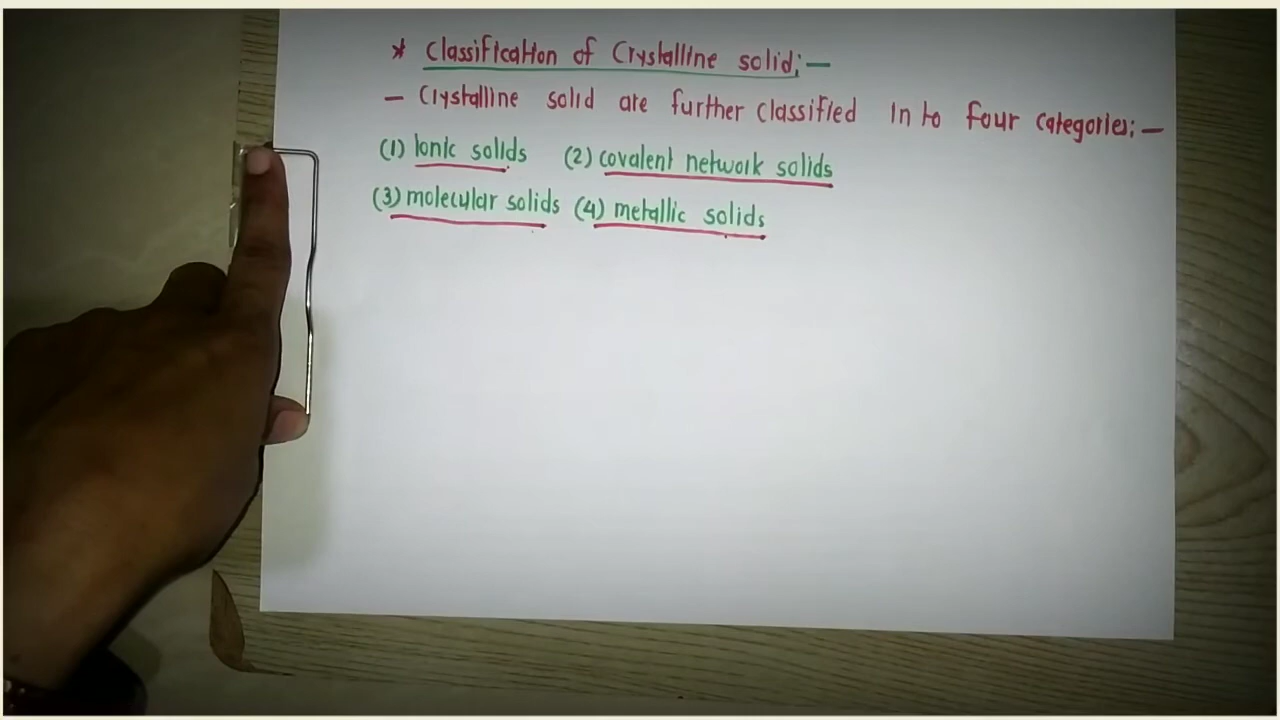 * Classification of Crystalline solid:—
— Crystalline solid are further classified in to four categories:—
(1) Ionic solids (2) covalent network solids
(3) molecular solids (4) metallic solids